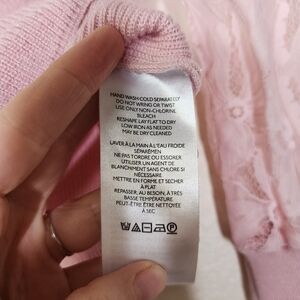 HAND WASH COLD SEPARATELY
DO NOT WRING OR TWIST
USE ONLY NON-CHLORINE
BLEACH
RESHAPE LAY FLAT TO DRY
LOW IRON AS NEEDED
MAY BE DRY CLEANED
LAVER À LA MAIN À L'EAU FROIDE
SÉPARÉMEN
NE PAS TORDRE OU ESSORER
UTILISER UN AGENT DE
BLANCHIMENT SANS CHLORE SI
NÉCESSAIRE
METTRE EN FORME ET SÉCHER
À PLAT
REPASSER, AU BESOIN, À TRÈS
BASSE TEMPÉRATURE
PEUT-ÊTRE ÊTRE NETTOYÉE
À SEC